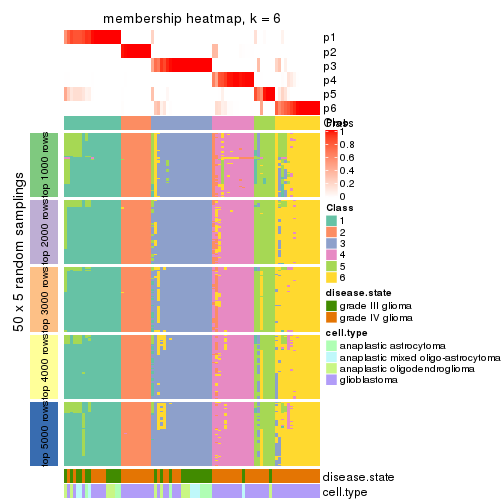 membership heatmap, k = 6
p1
p2
p3
p4
p5
p6
Class
Prob
1
0.8
0.6
0.4
0.2
0
Class
1
2
3
4
5
6
disease.state
grade III glioma
grade IV glioma
cell.type
anaplastic astrocytoma
anaplastic mixed oligo-astrocytoma
anaplastic oligodendroglioma
glioblastoma
50 x 5 random samplings
top 1000 rows
top 2000 rows
top 3000 rows
top 4000 rows
top 5000 rows
disease.state
cell.type